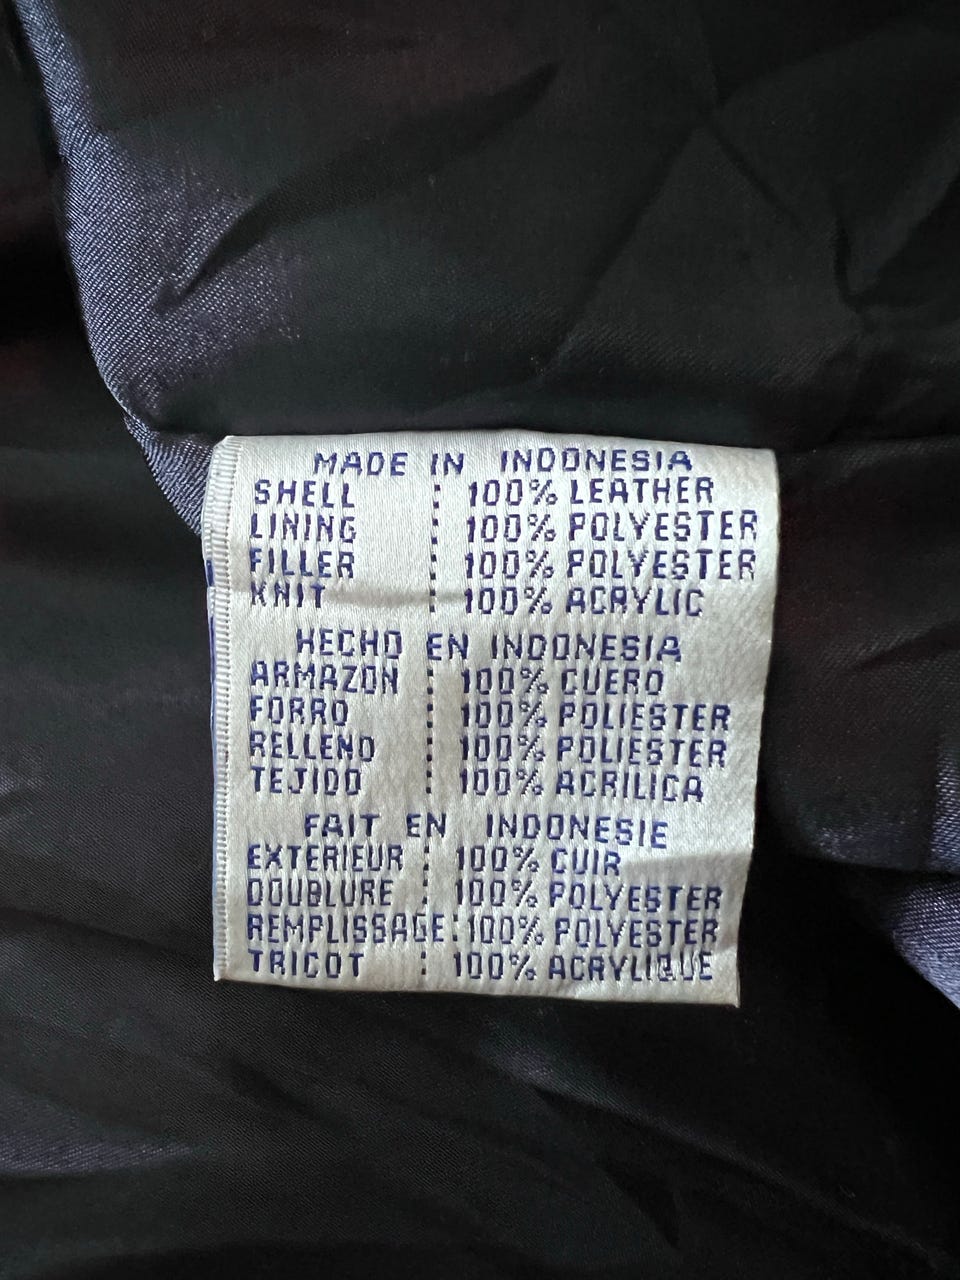 MADE IN INDONESIA
SHELL : 100% LEATHER
LINING : 100% POLYESTER
FILLER : 100% POLYESTER
KNIT : 100% ACRYLIC
HECHO EN INDONESIA
ARMAZON : 100% CUERO
FORRO : 100% POLIESTER
RELLENO : 100% POLIESTER
TEJIDO : 100% ACRILICA
FAIT EN INDONESIE
EXTERIEUR : 100% CUIR
DOUBLURE : 100% POLYESTER
REMPLISSAGE : 100% POLYESTER
TRICOT : 100% ACRYLIQUE